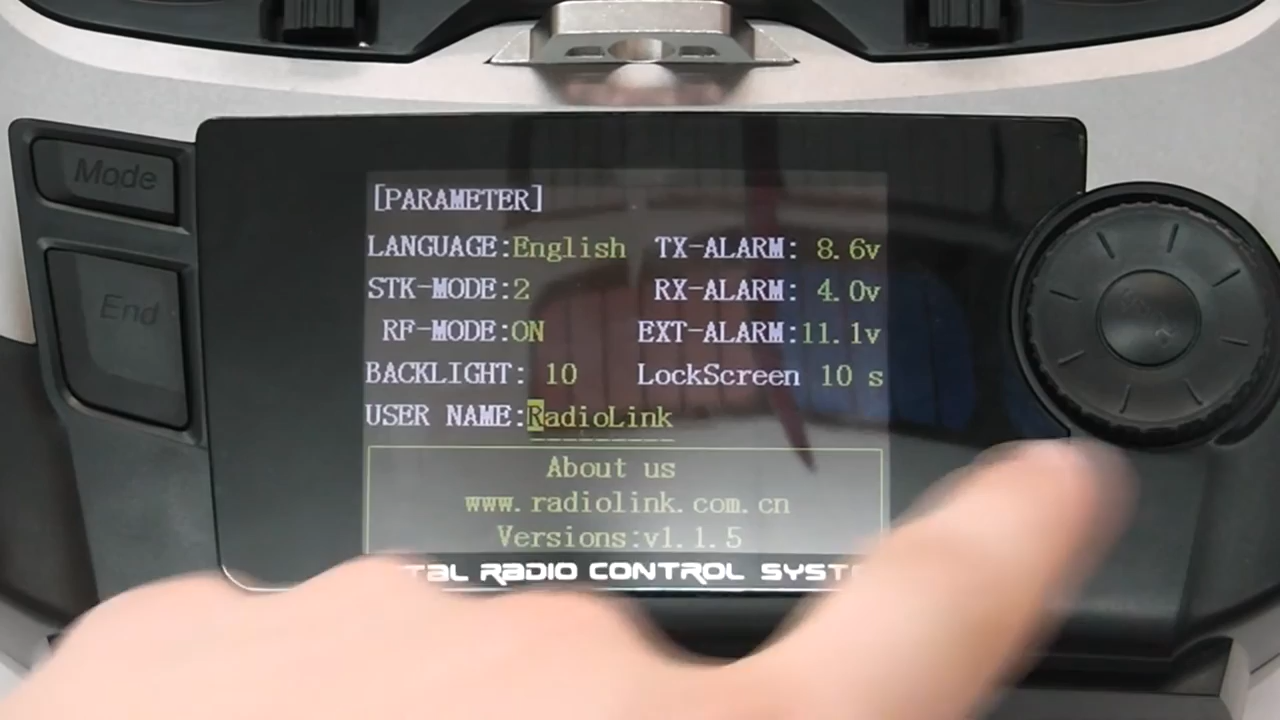 Mode
End
[PARAMETER]
LANGUAGE:English TX-ALARM: 8.6v
STK-MODE:2 RX-ALARM: 4.0v
RF-MODE:ON EXT-ALARM:11.1v
BACKLIGHT: 10 LockScreen 10 s
USER NAME:RadioLink
About us
www.radiolink.com.cn
Versions:v1.1.5
RADIO CONTROL